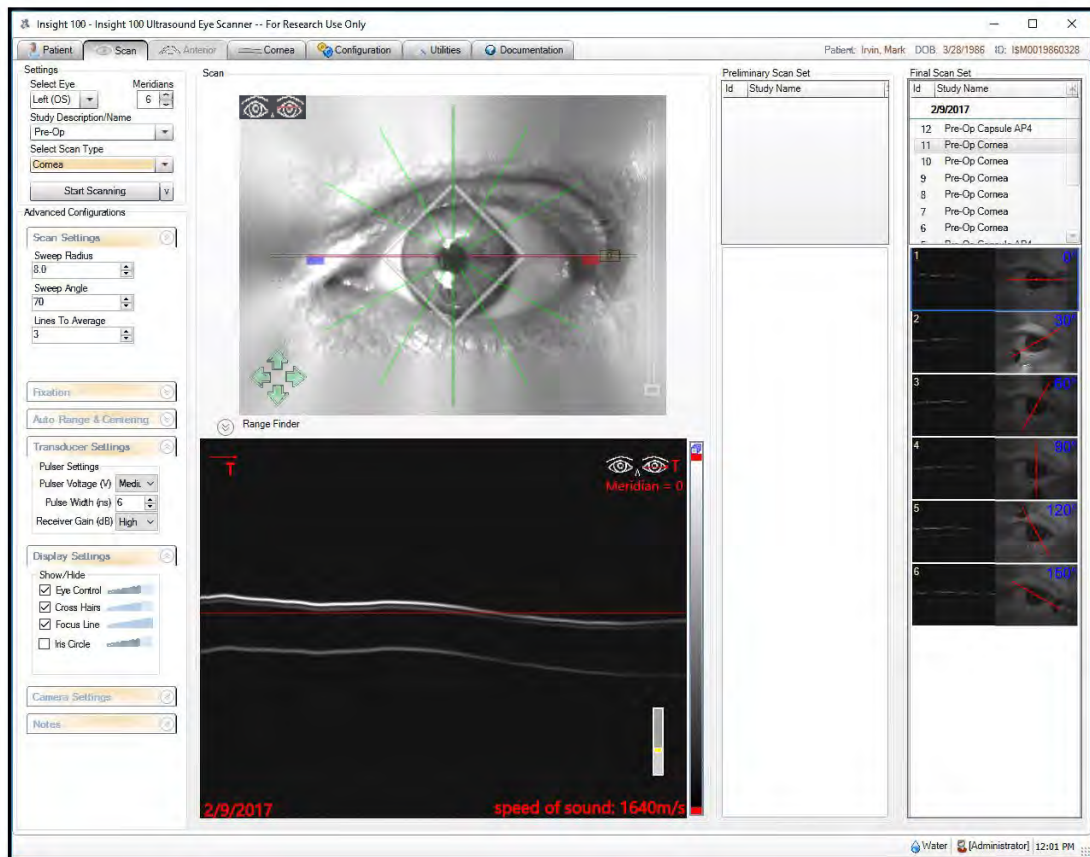 Insight 100 - Insight 100 Ultrasound Eye Scanner -- For Research Use Only
Patient Scan Anterior Cornea Configuration Utilities Documentation
Patient: Irvin, Mark DOB: 3/28/1986 ID: I$M0019860328
Settings
Select Eye Meridians
Left (OS) 6
Study Description/Name
Pre-Op
Select Scan Type
Cornea
Start Scanning V
Advanced Configurations
Scan Settings
Sweep Radius
8.0
Sweep Angle
70
Lines To Average
3
Fixation
Auto Range & Centering
Transducer Settings
Pulser Settings
Pulser Voltage (V) Medi
Pulse Width (ns) 6
Receiver Gain (dB) High
Display Settings
Show/Hide
Eye Control
Cross Hairs
Focus Line
Iris Circle
Camera Settings
Notes
Scan
Range Finder
T
T
Meridian = 0
2/9/2017
speed of sound: 1640m/s
Preliminary Scan Set
Id Study Name
Final Scan Set
Id Study Name
2/9/2017
12 Pre-Op Capsule AP4
11 Pre-Op Cornea
10 Pre-Op Cornea
9 Pre-Op Cornea
8 Pre-Op Cornea
7 Pre-Op Cornea
6 Pre-Op Cornea
1 0°
2 30°
3 60°
4 90°
5 120°
6 150°
Water [Administrator] 12:01 PM